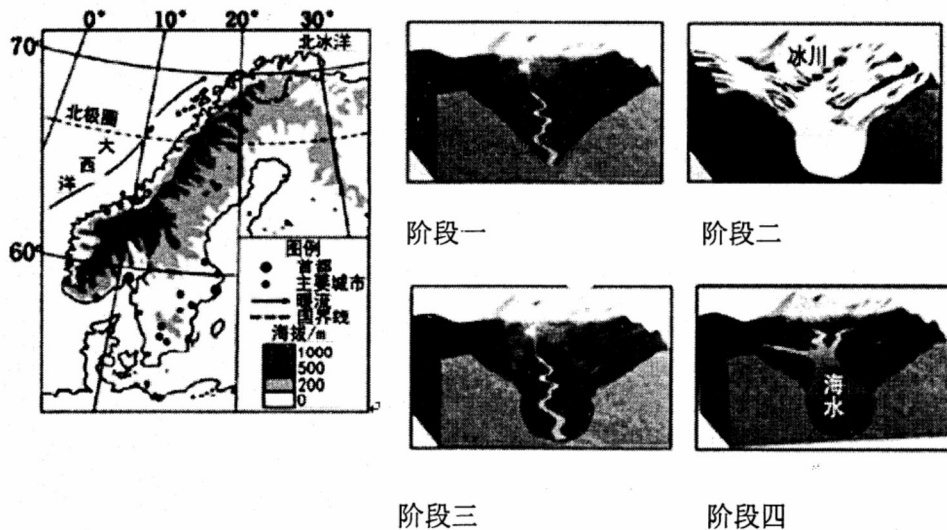 70°
0°
10°
20°
30°
北冰洋
北极圈
大
西
洋
60°
图例
首都
主要城市
暖流
国界线
海拔/m
1000
500
200
0
冰川
阶段一
阶段二
海水
阶段三
阶段四